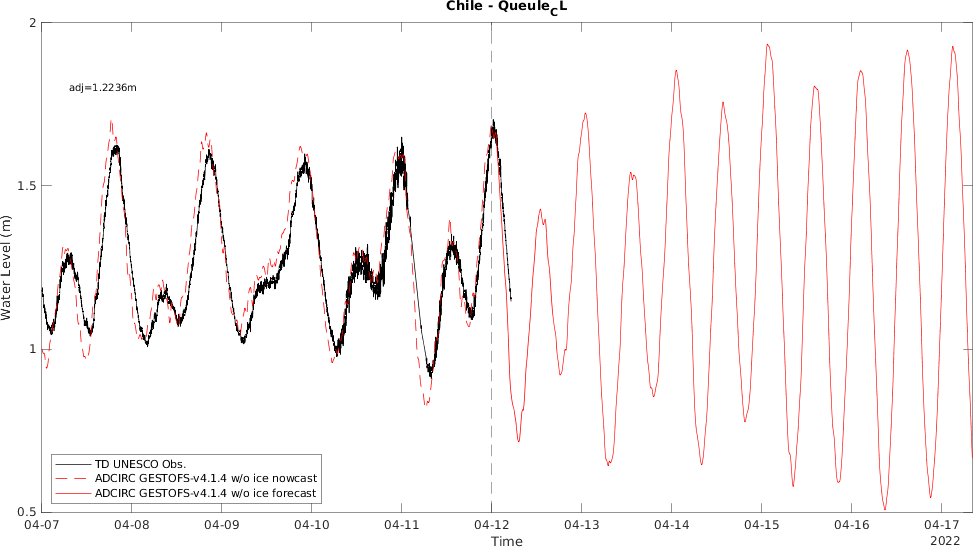 Chile - Queule_CL
2
adj=1.2236m
1.5
Water Level (m)
1
TD UNESCO Obs.
ADCIRC GESTOFS-v4.1.4 w/o ice nowcast
ADCIRC GESTOFS-v4.1.4 w/o ice forecast
0.5
04-07 04-08 04-09 04-10 04-11 04-12 04-13 04-14 04-15 04-16 04-17
Time
2022